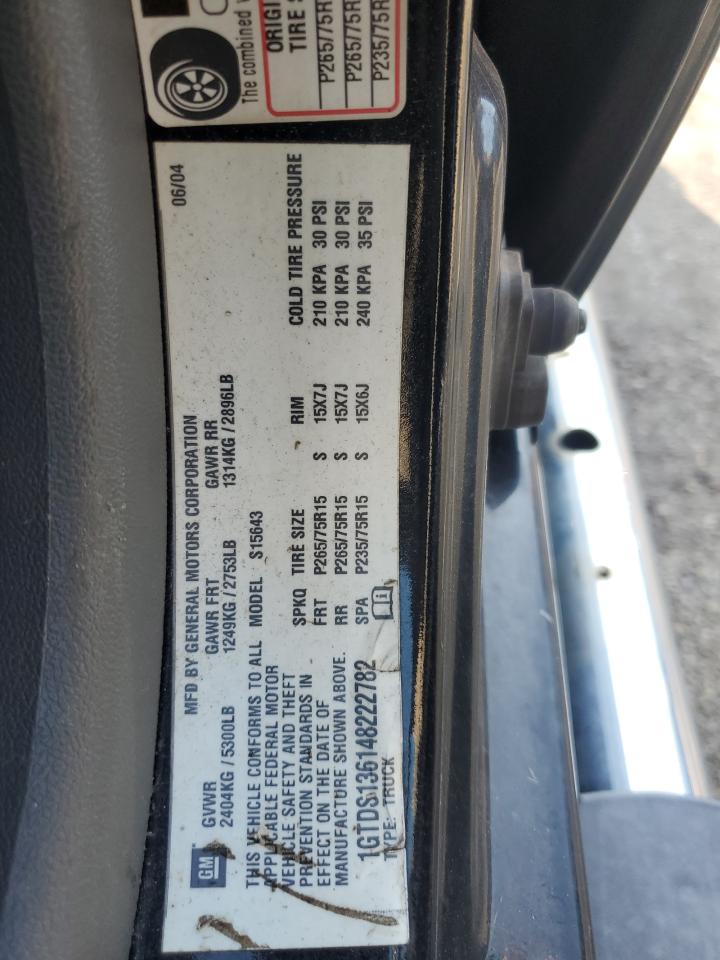 The combined
ORIGI
TIRE S
P265/75R
P265/75R
P235/75R
GM
MFD BY GENERAL MOTORS CORPORATION
06/04
GVWR
GAWR FRT
GAWR RR
2404KG / 5300LB
1249KG / 2753LB
1314KG / 2896LB
THIS VEHICLE CONFORMS TO ALL
APPLICABLE FEDERAL MOTOR
VEHICLE SAFETY AND THEFT
PREVENTION STANDARDS IN
EFFECT ON THE DATE OF
MANUFACTURE SHOWN ABOVE.
MODEL S15643
SPKQ TIRE SIZE RIM COLD TIRE PRESSURE
FRT P265/75R15 S 15X7J 210 KPA 30 PSI
RR P265/75R15 S 15X7J 210 KPA 30 PSI
SPA P235/75R15 S 15X6J 240 KPA 35 PSI
1GTDS136148222782
TYPE: TRUCK